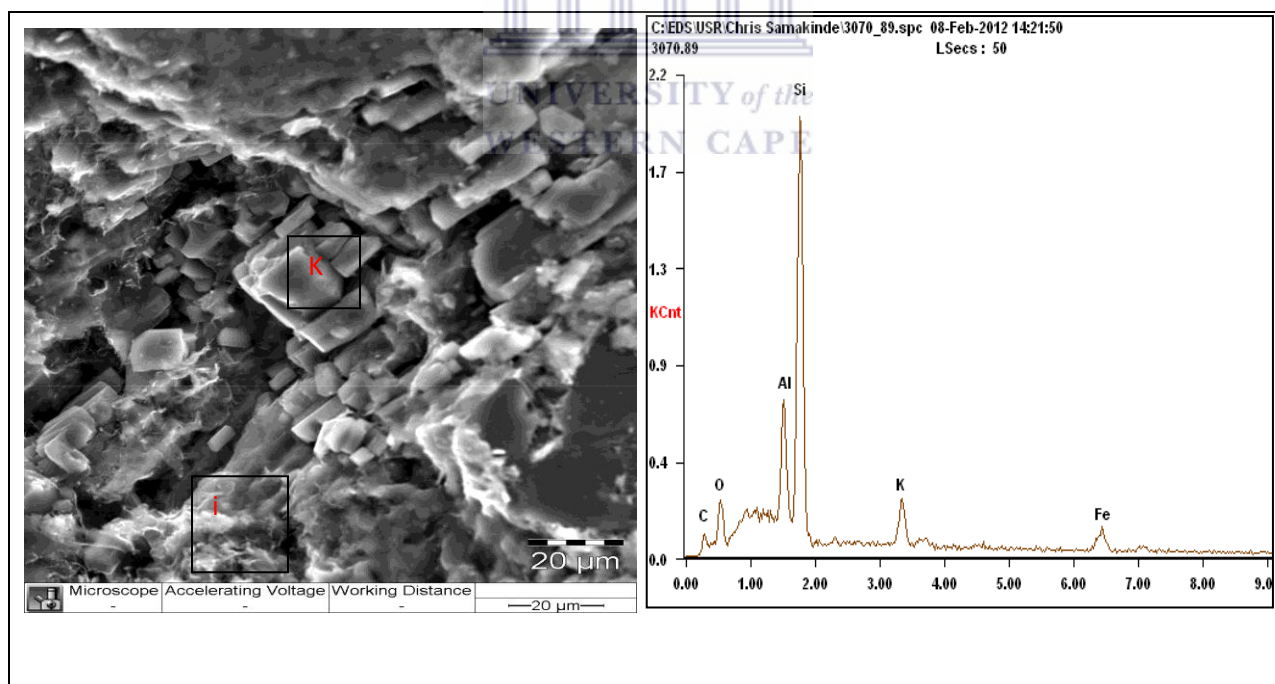 C:\EDS\USR\Chris Samakinde\3070_89.spc 08-Feb-2012 14:21:50
3070.89 LSecs : 50
UNIVERSITY of the
WESTERN CAPE
K
i
20 µm
Microscope Accelerating Voltage Working Distance
- - - 20 µm
2.2
1.7
1.3
KCnt
0.9
0.4
0.0
C
O
Al
Si
K
Fe
0.00 1.00 2.00 3.00 4.00 5.00 6.00 7.00 8.00 9.0